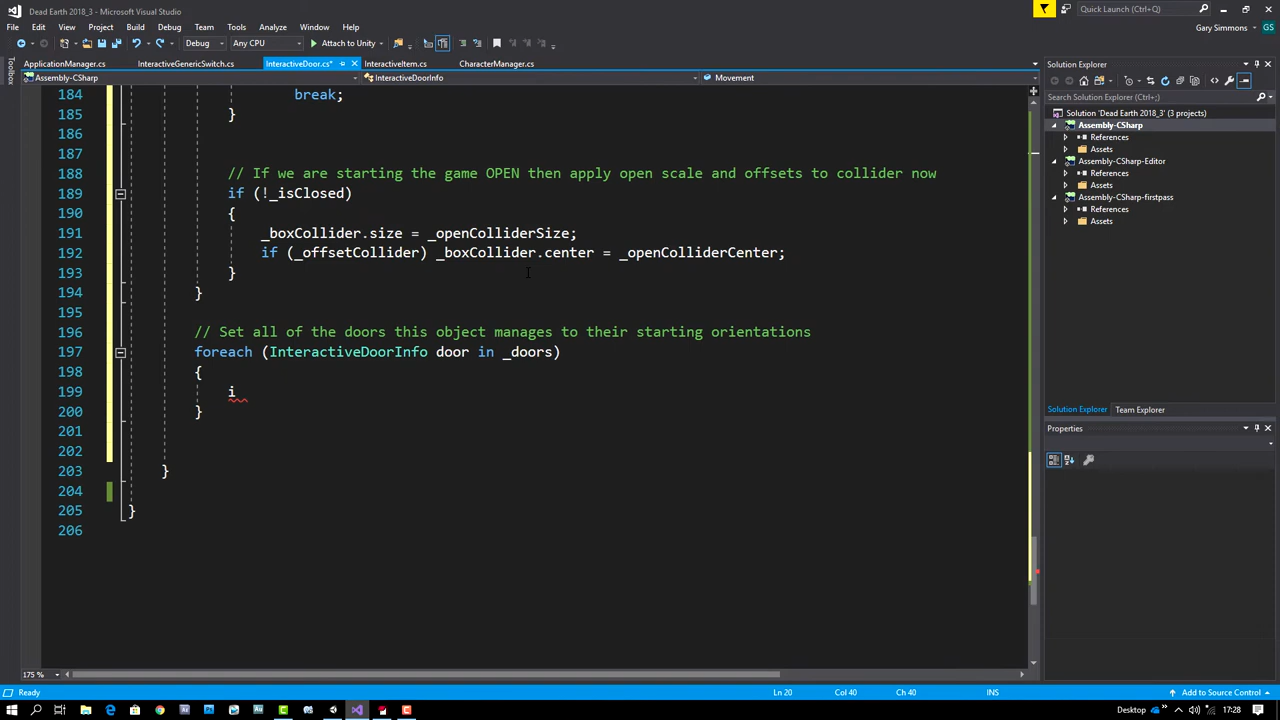 Dead Earth 2018_3 - Microsoft Visual Studio
Quick Launch (Ctrl+Q)
File Edit View Project Build Debug Team Tools Analyze Window Help
Gary Simmons GS
Debug Any CPU Attach to Unity
Toolbox
ApplicationManager.cs InteractiveGenericSwitch.cs InteractiveDoor.cs* InteractiveItem.cs CharacterManager.cs
Assembly-CSharp InteractiveDoorInfo Movement
184 break;
185 }
186
187
188 // If we are starting the game OPEN then apply open scale and offsets to collider now
189 if (!_isClosed)
190 {
191 _boxCollider.size = _openColliderSize;
192 if (_offsetCollider) _boxCollider.center = _openColliderCenter;
193 }
194 }
195
196 // Set all of the doors this object manages to their starting orientations
197 foreach (InteractiveDoorInfo door in _doors)
198 {
199 i
200 }
201
202
203 }
204
205 }
206
175 %
Solution Explorer
Search Solution Explorer (Ctrl+;)
Solution 'Dead Earth 2018_3' (3 projects)
Assembly-CSharp
References
Assets
Assembly-CSharp-Editor
References
Assets
Assembly-CSharp-firstpass
References
Assets
Solution Explorer Team Explorer
Properties
Ready Ln 20 Col 40 Ch 40 INS Add to Source Control
Desktop 17:28